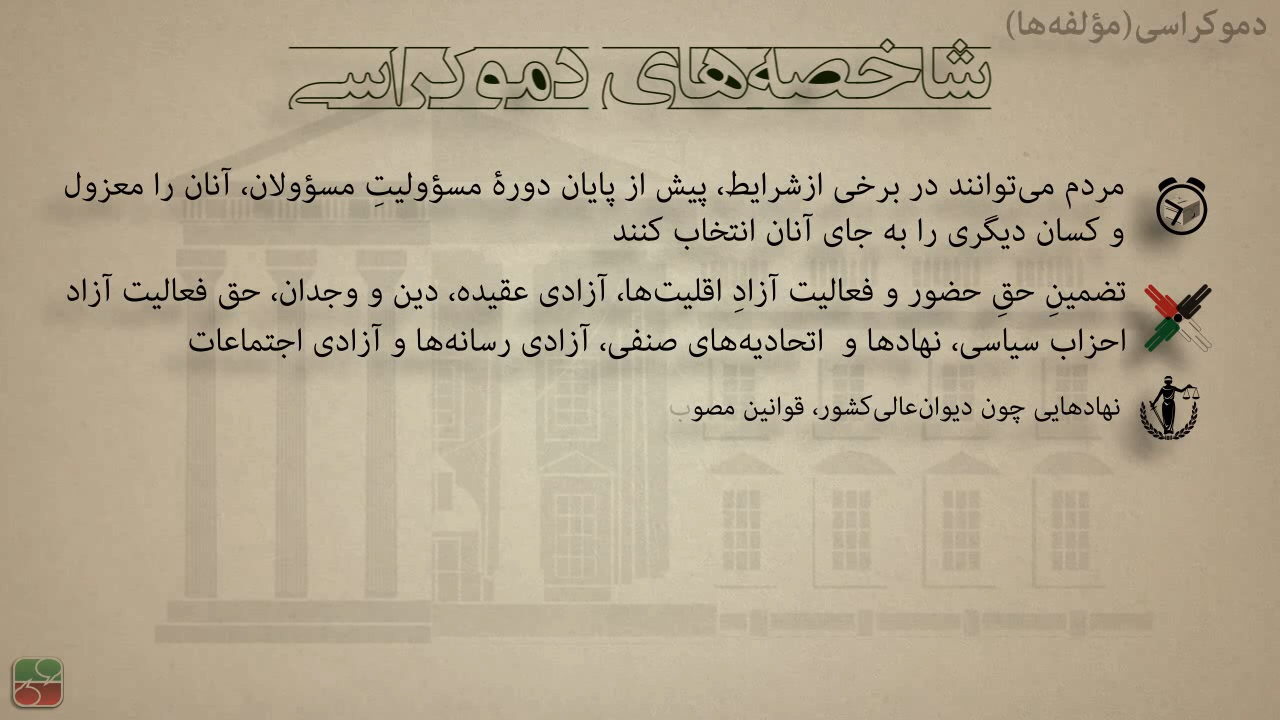 دموکراسی(مؤلفه‌ها)
شاخصه‌های دموکراسی
مردم می‌توانند در برخی ازشرایط، پیش از پایان دورهٔ مسؤولیتِ مسؤولان، آنان را معزول
و کسان دیگری را به جای آنان انتخاب کنند
تضمینِ حقِ حضور و فعالیت آزادِ اقلیت‌ها، آزادی عقیده، دین و وجدان، حق فعالیت آزاد
احزاب سیاسی، نهادها و اتحادیه‌های صنفی، آزادی رسانه‌ها و آزادی اجتماعات
نهادهایی چون دیوان‌عالی‌کشور، قوانین مصوب